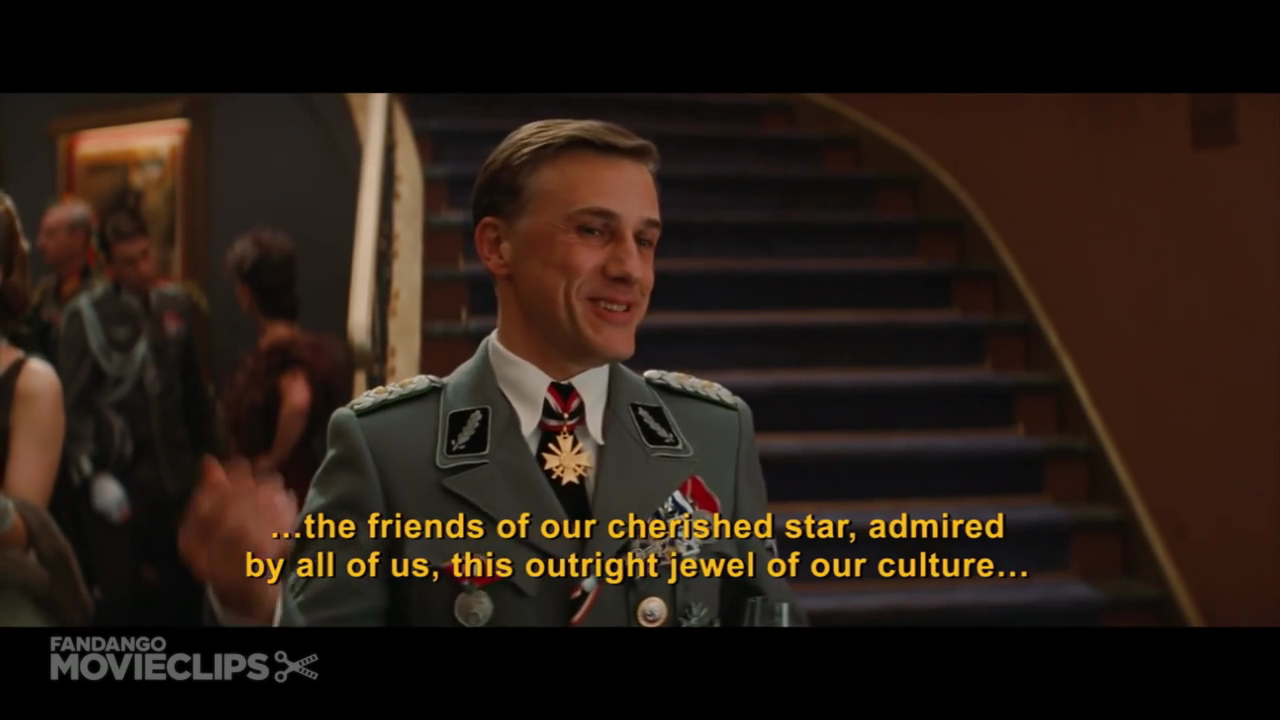 …the friends of our cherished star, admired
by all of us, this outright jewel of our culture…
FANDANGO
MOVIECLIPS